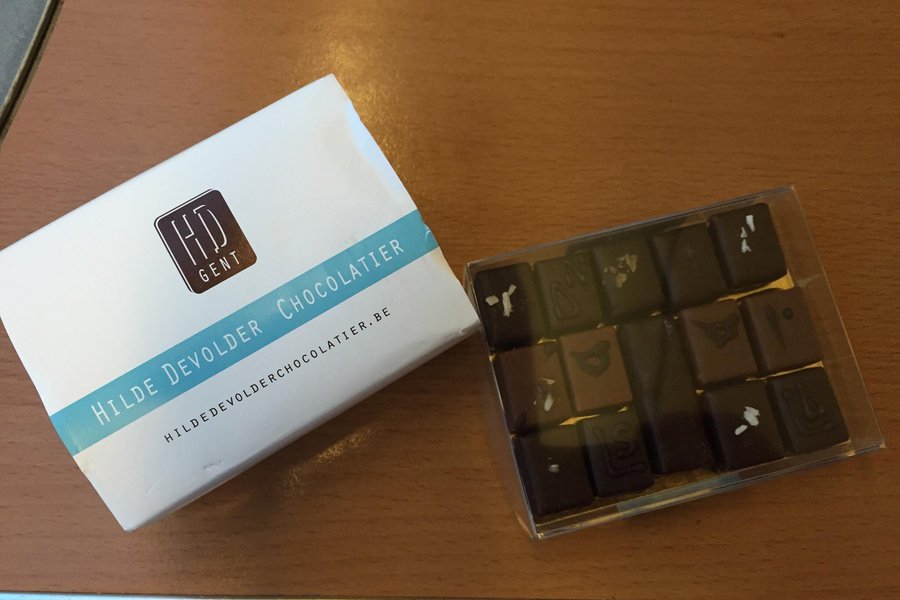 HD
GENT
HILDE DEVOLDER CHOCOLATIER
HILDEDEVOLDERCHOCOLATIER.BE